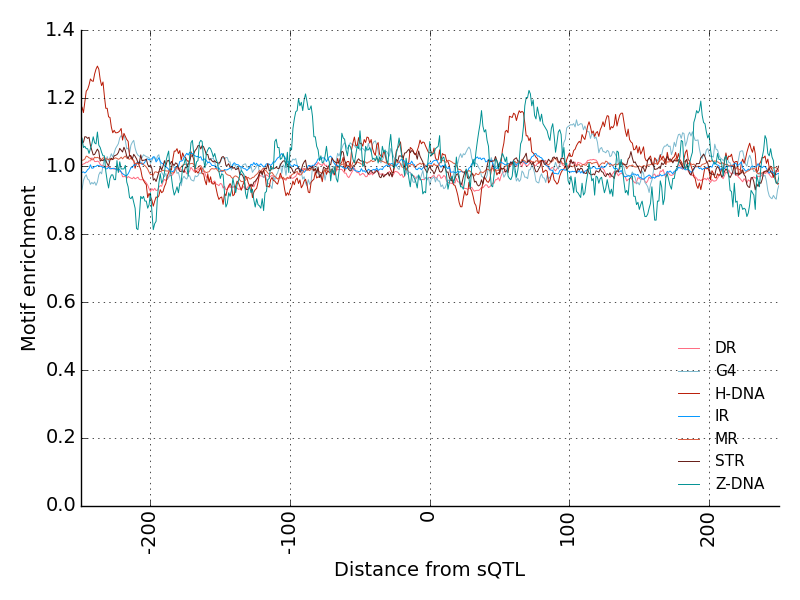 1.4
1.2
1.0
0.8
0.6
0.4
0.2
0.0
Motif enrichment
DR
G4
H-DNA
IR
MR
STR
Z-DNA
-200
-100
0
100
200
Distance from sQTL